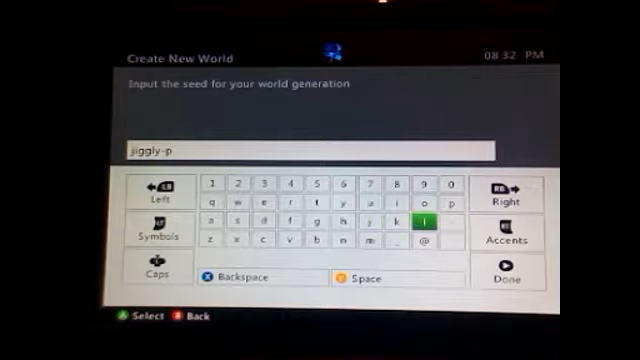 Create New World
08:32 PM
Input the seed for your world generation
jiggly-p
LB Left
1 2 3 4 5 6 7 8 9 0
RB Right
q w e r t y u i o p
Symbols
a s d f g h j k l
Accents
z x c v b n m _ @
Caps
X Backspace
Y Space
Done
A Select B Back